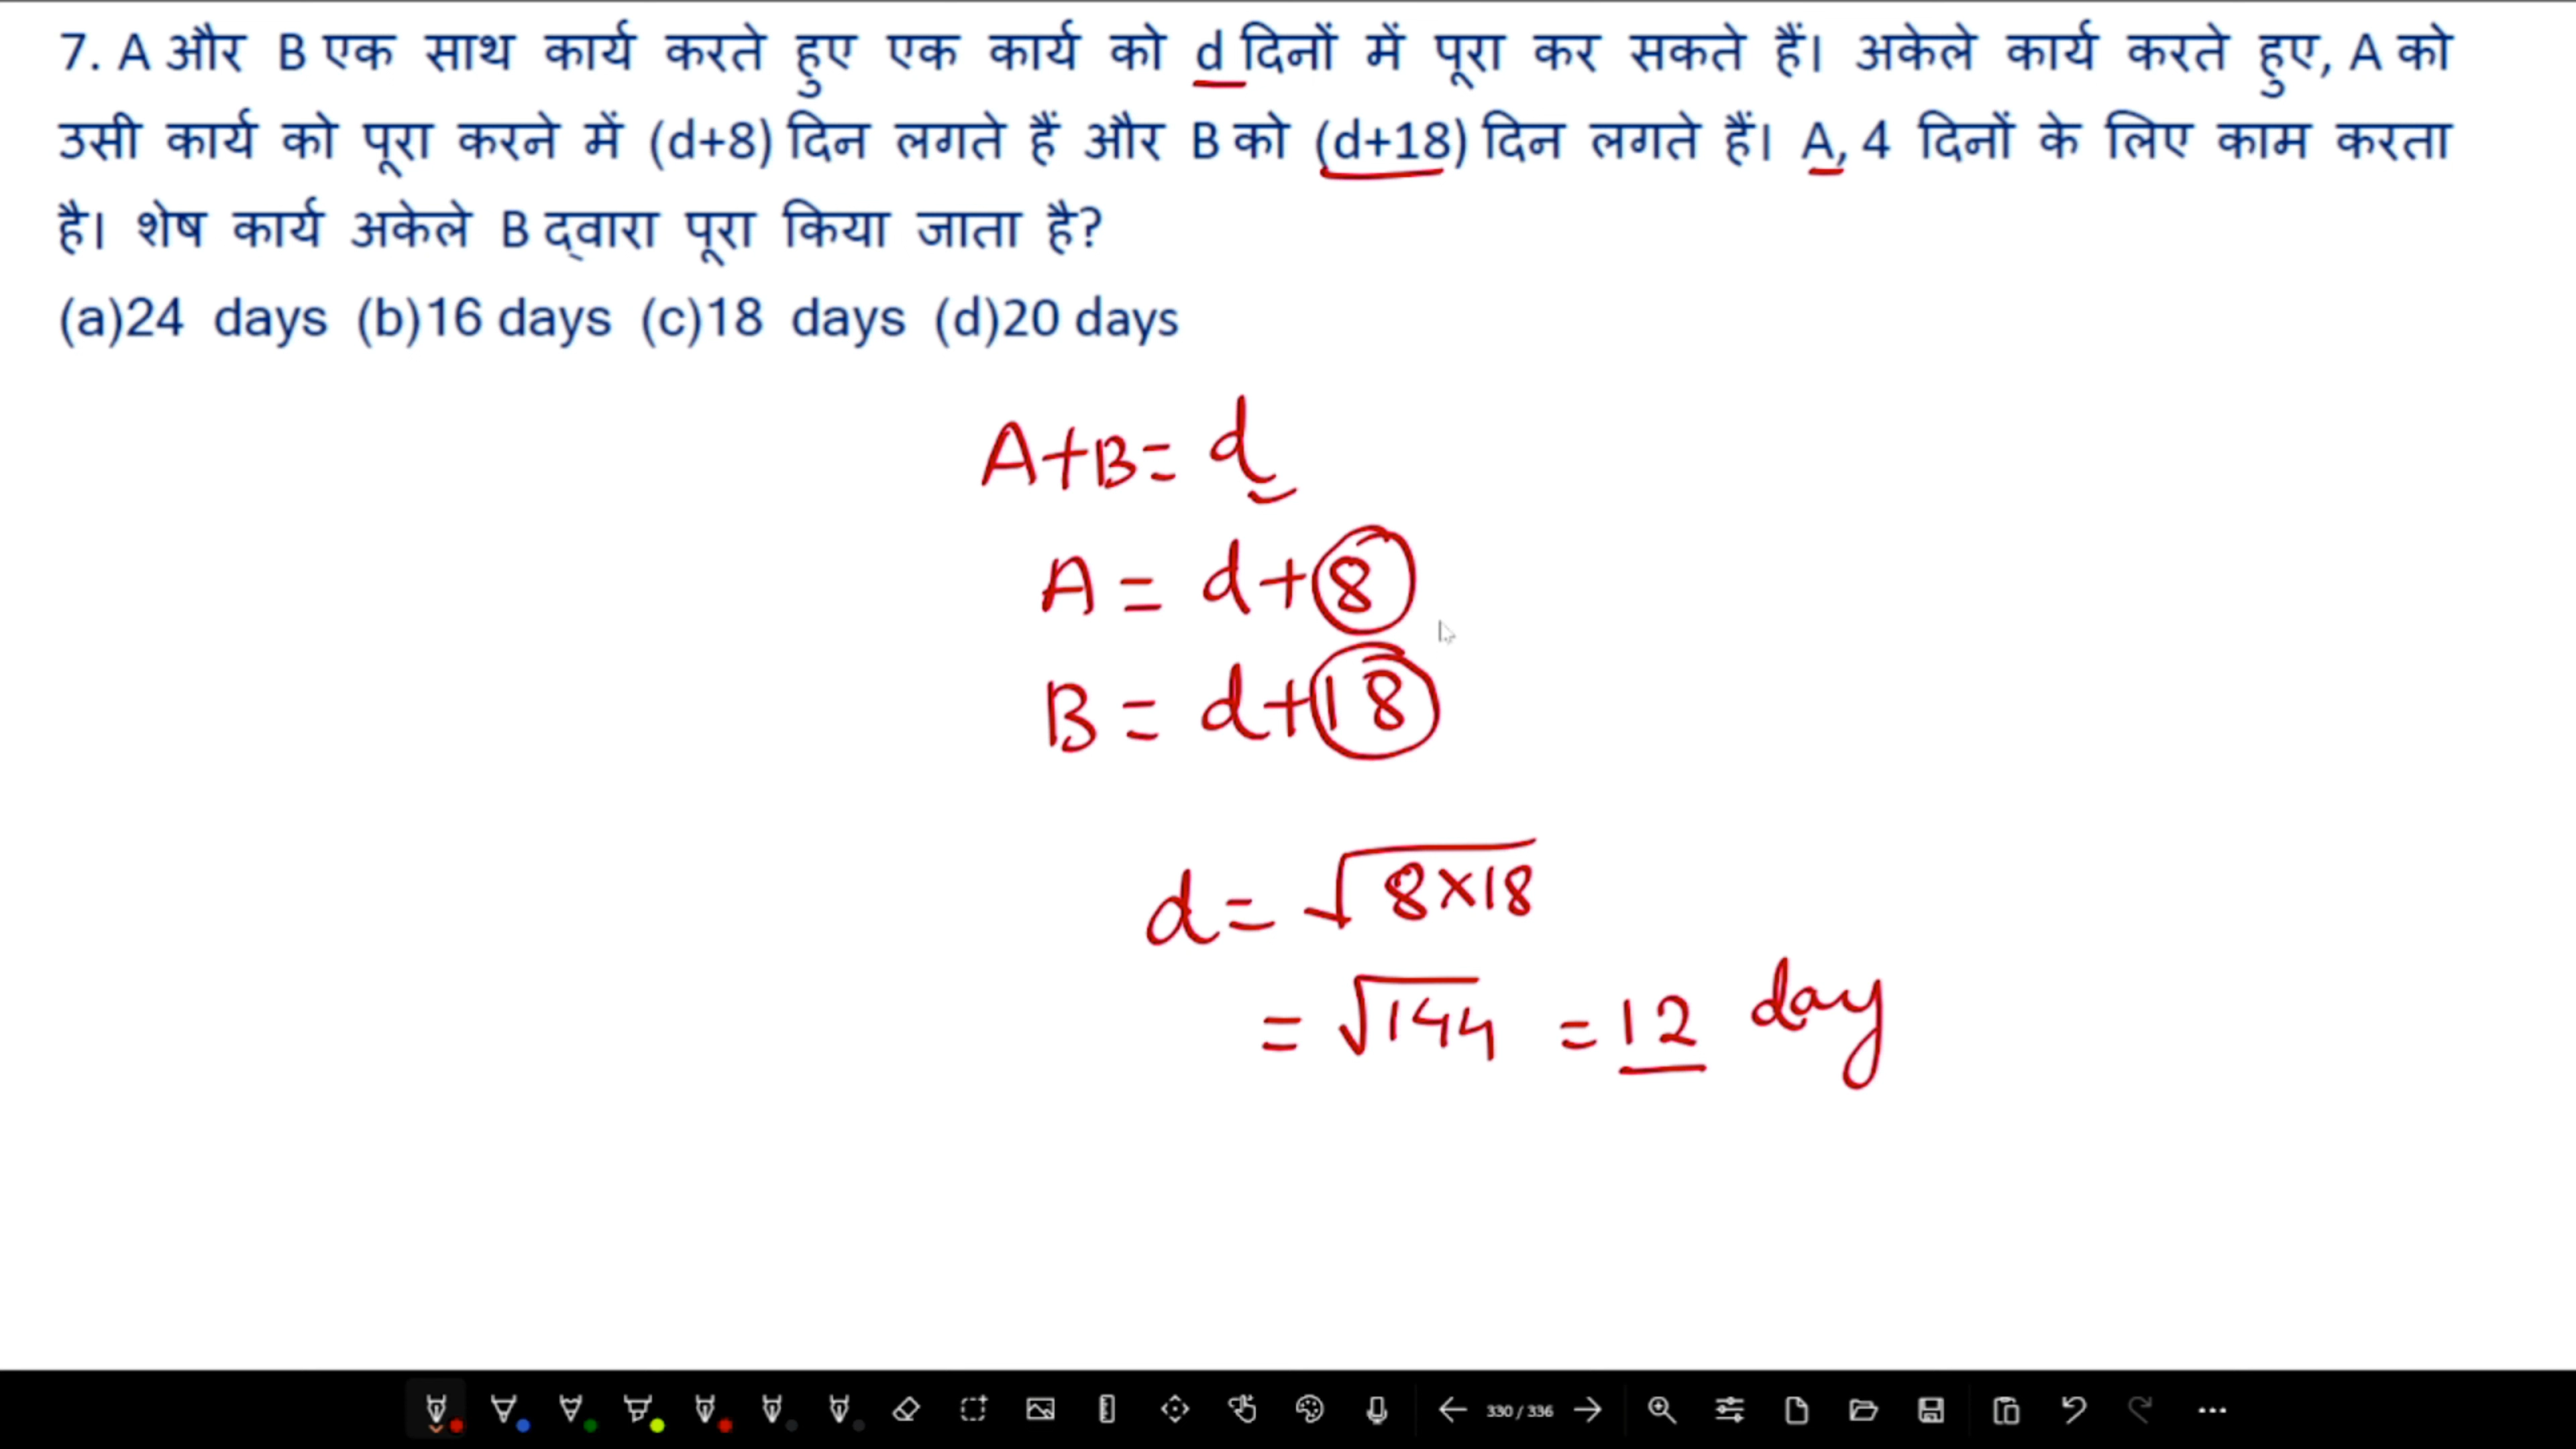 7. A और B एक साथ कार्य करते हुए एक कार्य को d दिनों में पूरा कर सकते हैं। अकेले कार्य करते हुए, A को
उसी कार्य को पूरा करने में (d+8) दिन लगते हैं और B को (d+18) दिन लगते हैं। A, 4 दिनों के लिए काम करता
है। शेष कार्य अकेले B द्वारा पूरा किया जाता है?
(a)24 days (b)16 days (c)18 days (d)20 days
A+B= d
A = d+8
B = d+18
d= √8×18
= √144 = 12 day
330 / 336